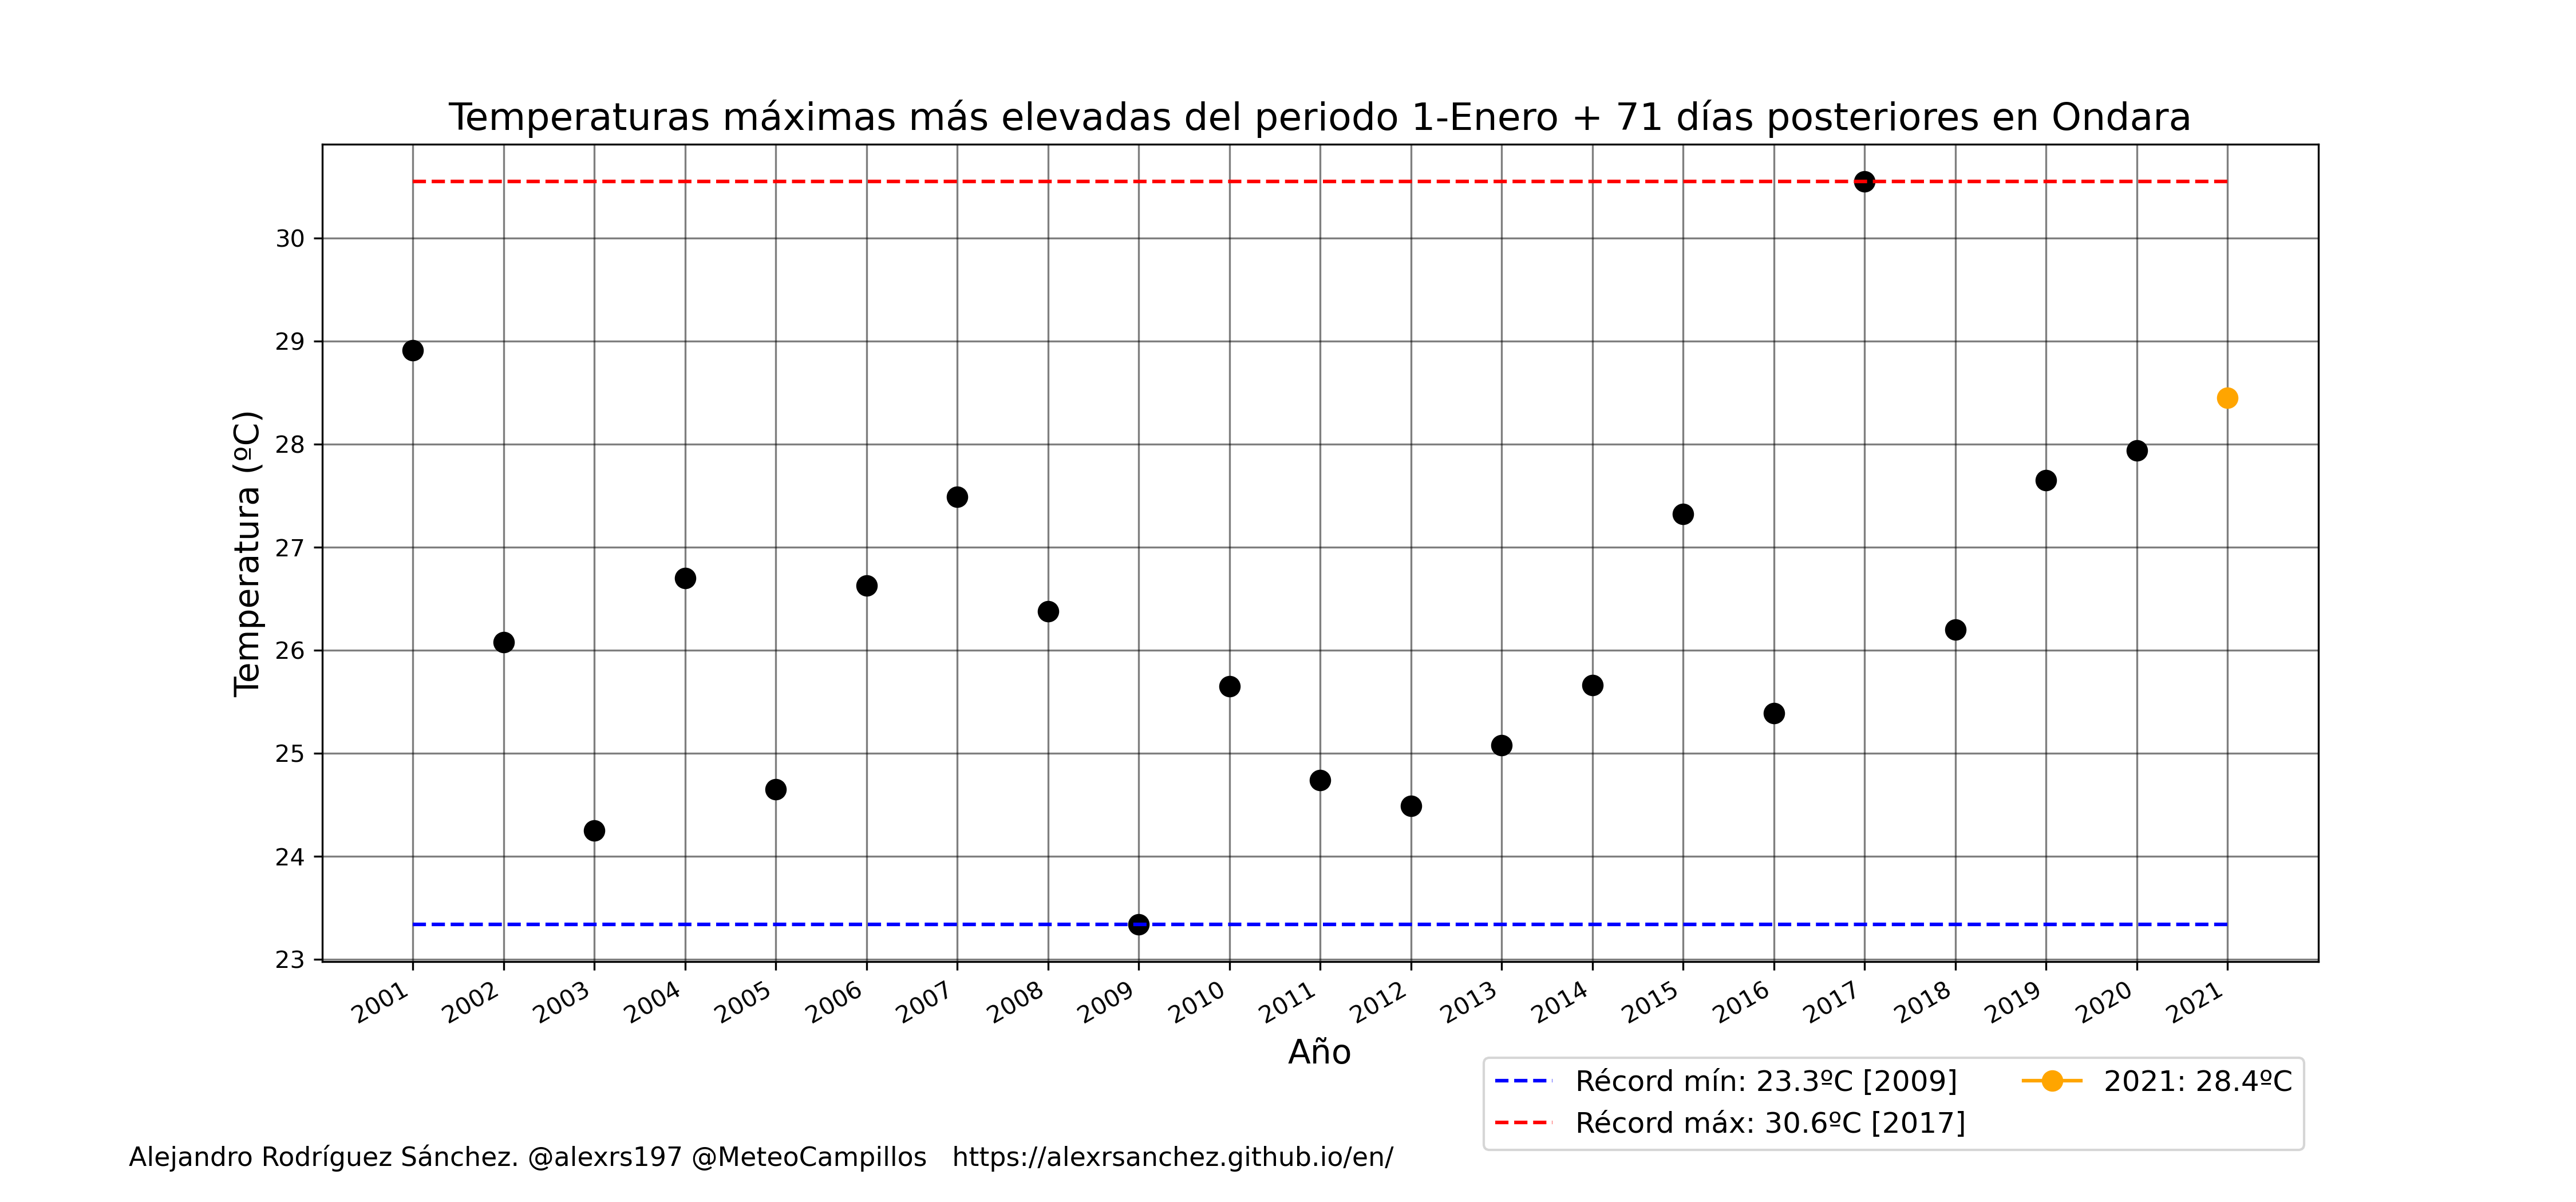 Temperaturas máximas más elevadas del periodo 1-Enero + 71 días posteriores en Ondara
Temperatura (ºC)
30
29
28
27
26
25
24
23
2001 2002 2003 2004 2005 2006 2007 2008 2009 2010 2011 2012 2013 2014 2015 2016 2017 2018 2019 2020 2021
Año
Récord mín: 23.3ºC [2009]
Récord máx: 30.6ºC [2017]
2021: 28.4ºC
Alejandro Rodríguez Sánchez. @alexrs197 @MeteoCampillos https://alexrsanchez.github.io/en/